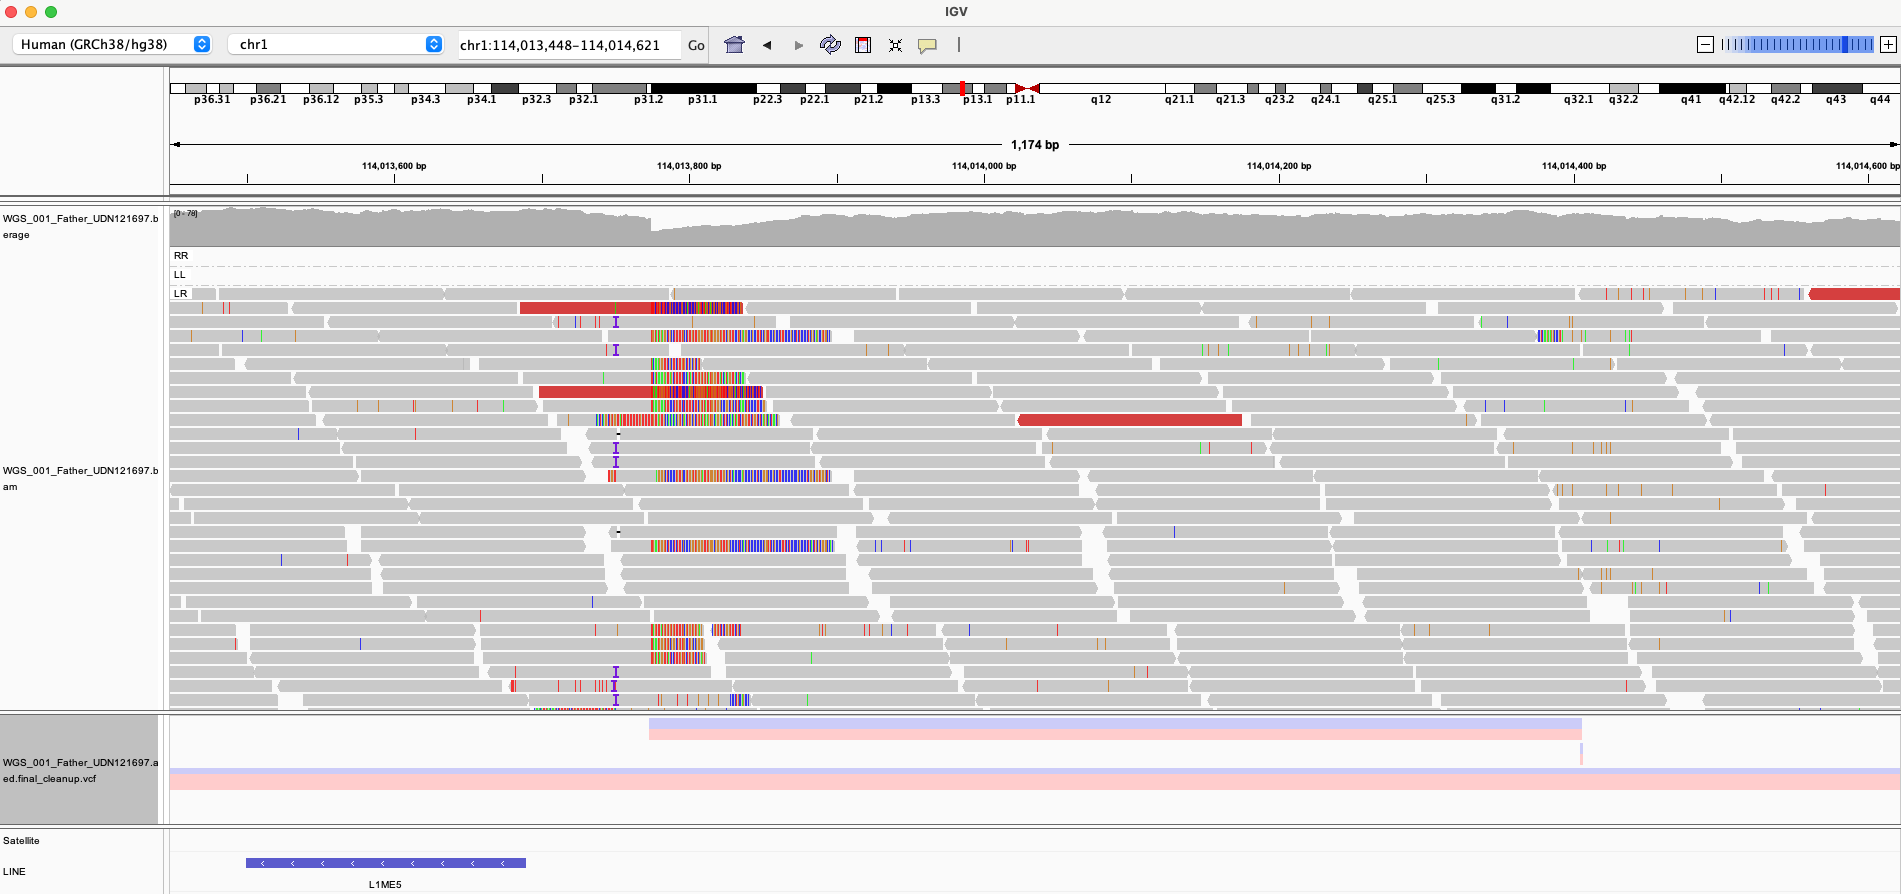 IGV
Human (GRCh38/hg38)
chr1
chr1:114,013,448-114,014,621
Go
p36.31 p36.21 p36.12 p35.3 p34.3 p34.1 p32.3 p32.1 p31.2 p31.1 p22.3 p22.1 p21.2 p13.3 p13.1 p11.1 q12 q21.1 q21.3 q23.2 q24.1 q25.1 q25.3 q31.2 q32.1 q32.2 q41 q42.12 q42.2 q43 q44
1,174 bp
114,013,600 bp 114,013,800 bp 114,014,000 bp 114,014,200 bp 114,014,400 bp 114,014,600 bp
WGS_001_Father_UDN121697.b
erage
[0 - 78]
RR
LL
LR
WGS_001_Father_UDN121697.b
am
WGS_001_Father_UDN121697.a
ed.final_cleanup.vcf
Satellite
LINE
L1ME5